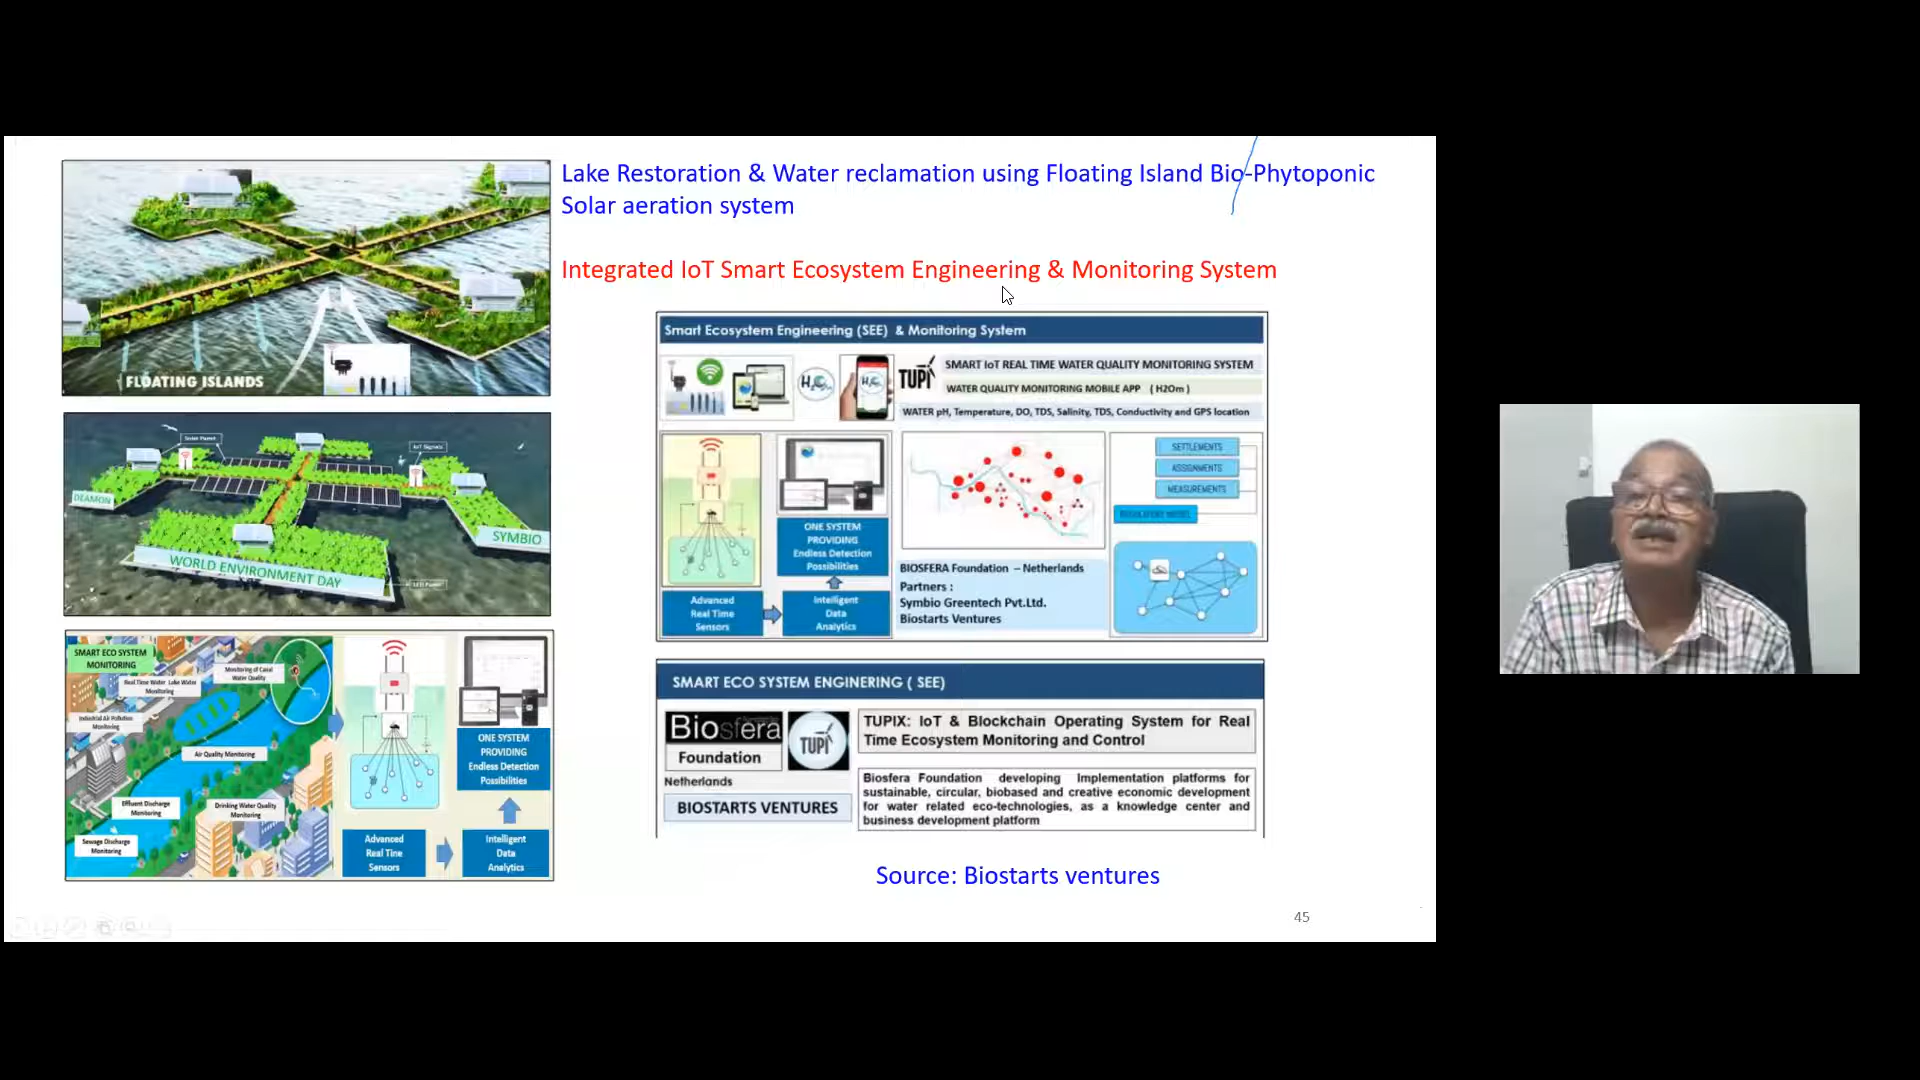 Lake Restoration & Water reclamation using Floating Island Bio-Phytoponic
Solar aeration system
Integrated IoT Smart Ecosystem Engineering & Monitoring System
FLOATING ISLANDS
Solar Panel
IoT Signals
DEAMON
SYMBIO
WORLD ENVIRONMENT DAY
SMART ECO SYSTEM
MONITORING
Monitoring of Canal
Water Quality
Real Time Water Lake Water
Monitoring
Industrial Air Pollution
Monitoring
Air Quality Monitoring
Effluent Discharge
Monitoring
Drinking Water Quality
Monitoring
Sewage Discharge
Monitoring
ONE SYSTEM
PROVIDING
Endless Detection
Possibilities
Advanced
Real Tine
Sensors
Intelligent
Data
Analytics
Smart Ecosystem Engineering (SEE) & Monitoring System
TUPi
SMART IoT REAL TIME WATER QUALITY MONITORING SYSTEM
WATER QUALITY MONITORING MOBILE APP ( H2Om )
WATER pH, Temperature, DO, TDS, Salinity, TDS, Conductivity and GPS location
ONE SYSTEM
PROVIDING
Endless Detection
Possibilities
Advanced
Real Time
Sensors
Intelligent
Data
Analytics
SETTLEMENTS
ASSIGNMENTS
MEASUREMENTS
BIOSFERA Foundation – Netherlands
Partners :
Symbio Greentech Pvt.Ltd.
Biostarts Ventures
SMART ECO SYSTEM ENGINERING ( SEE)
Biosfera
Foundation
Netherlands
TUPi
BIOSTARTS VENTURES
TUPIX: IoT & Blockchain Operating System for Real
Time Ecosystem Monitoring and Control
Biosfera Foundation developing Implementation platforms for
sustainable, circular, biobased and creative economic development
for water related eco-technologies, as a knowledge center and
business development platform
Source: Biostarts ventures
45